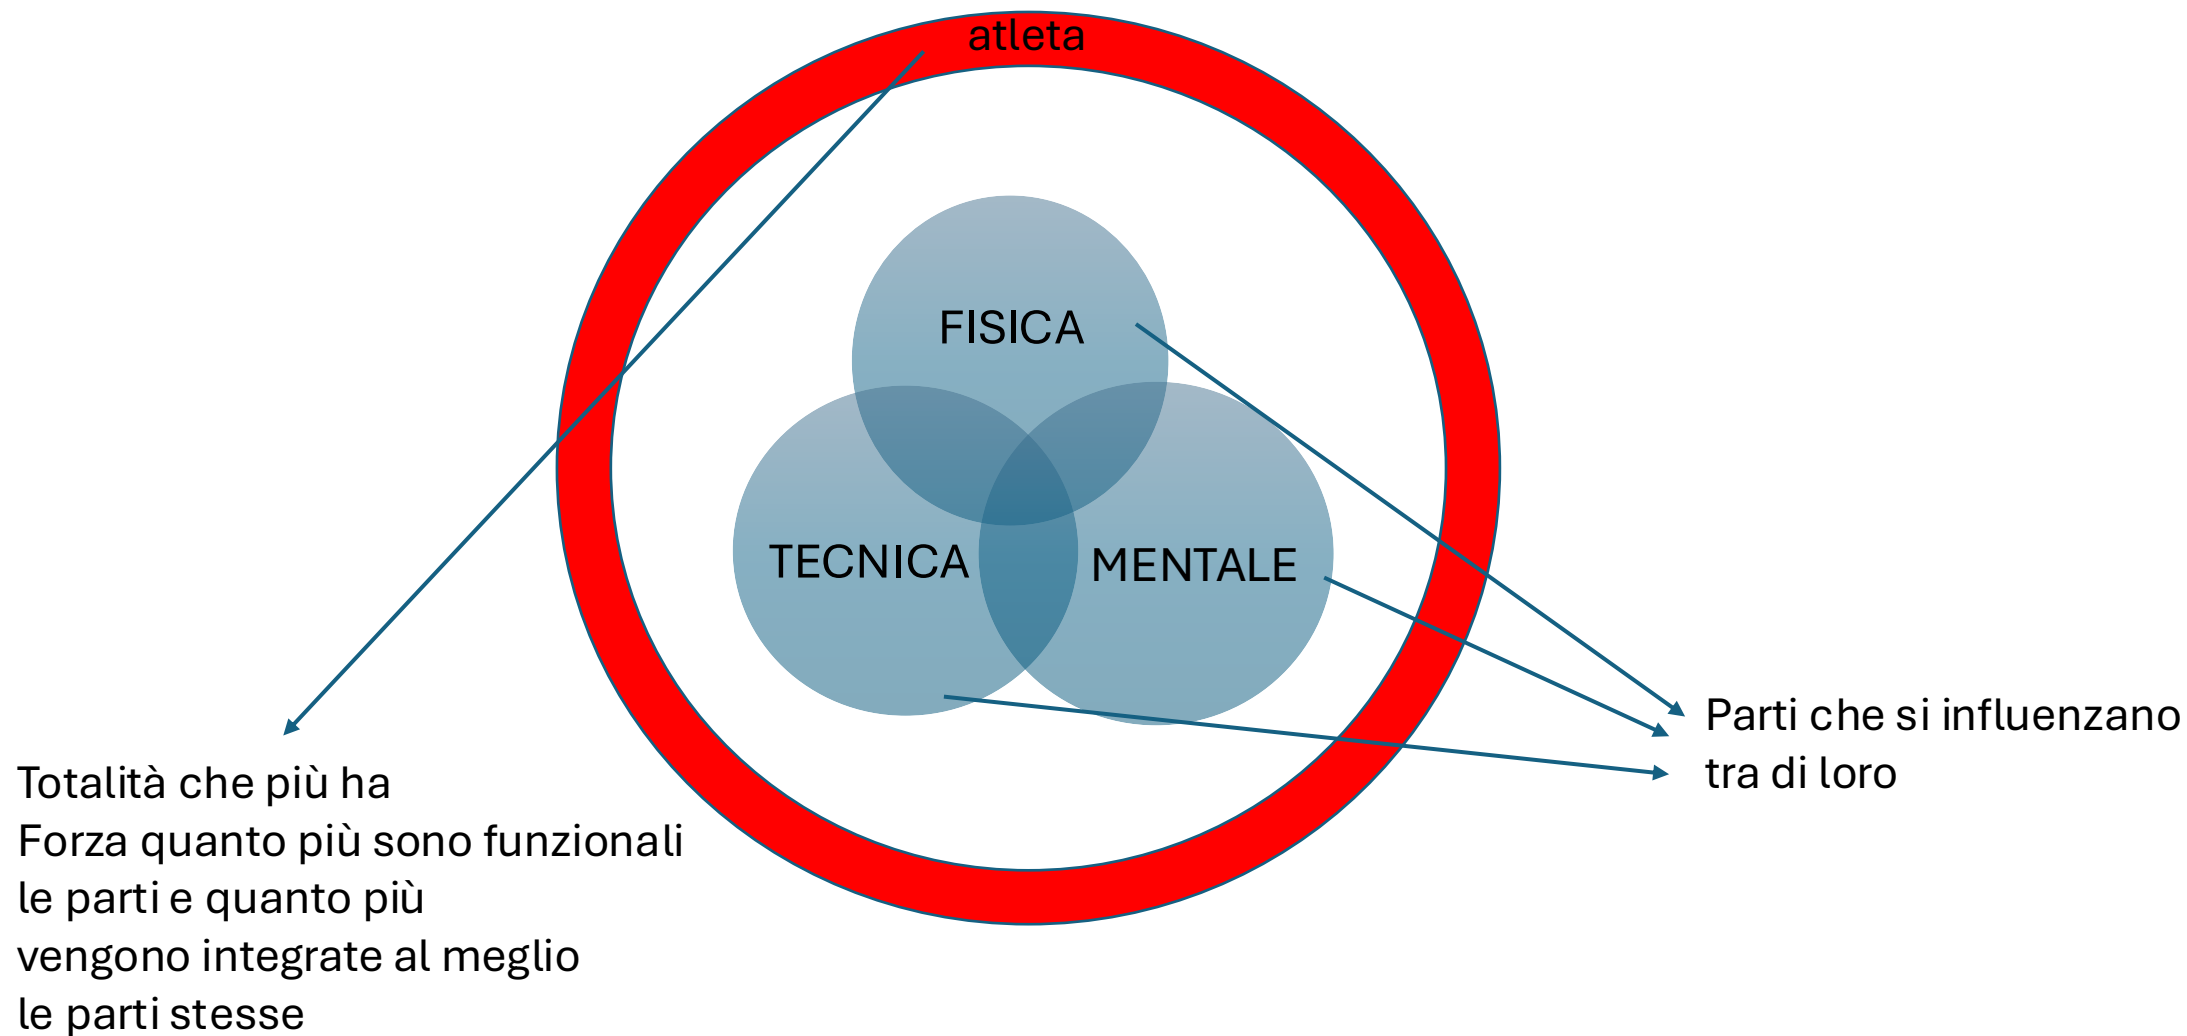 atleta
FISICA
TECNICA
MENTALE
Parti che si influenzano
tra di loro
Totalità che più ha
Forza quanto più sono funzionali
le parti e quanto più
vengono integrate al meglio
le parti stesse